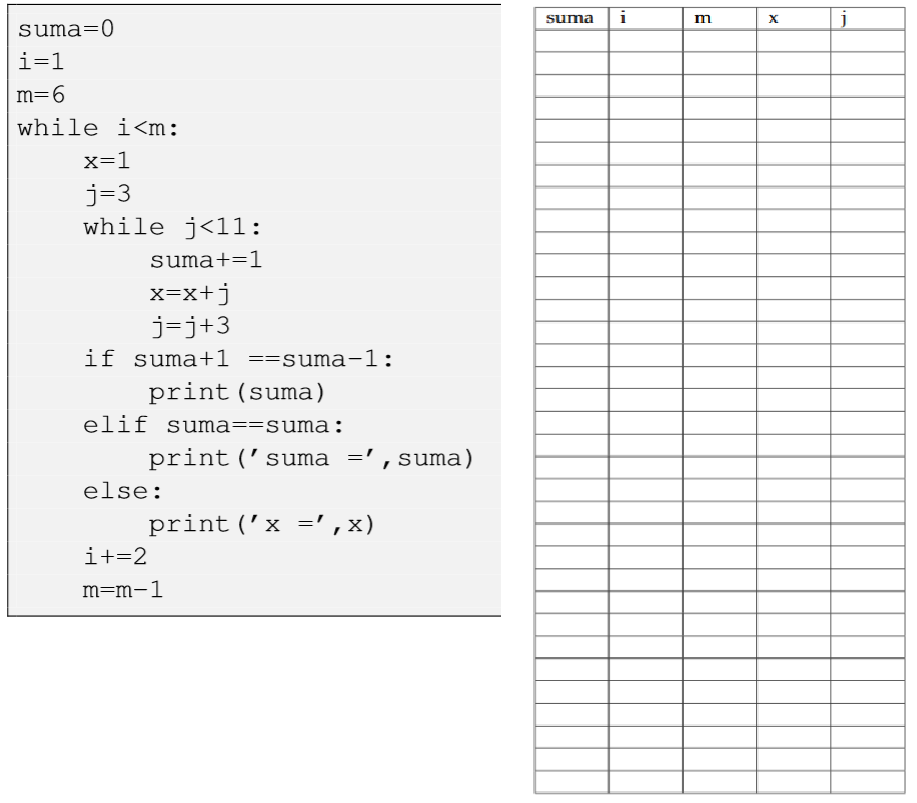 suma=0
i=1
m=6
while i<m:
    x=1
    j=3
    while j<11:
        suma+=1
        x=x+j
        j=j+3
    if suma+1 ==suma-1:
        print(suma)
    elif suma==suma:
        print('suma =',suma)
    else:
        print('x =',x)
    i+=2
    m=m-1
suma i m x j